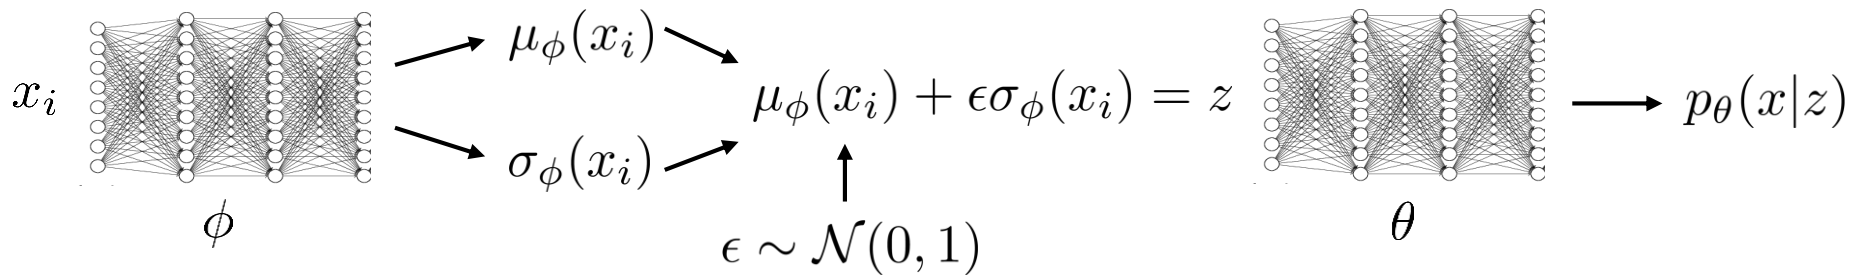 x_i
ϕ
μ_ϕ(x_i)
σ_ϕ(x_i)
μ_ϕ(x_i) + ϵσ_ϕ(x_i) = z
ϵ ∼ 𝒩(0, 1)
θ
p_θ(x|z)